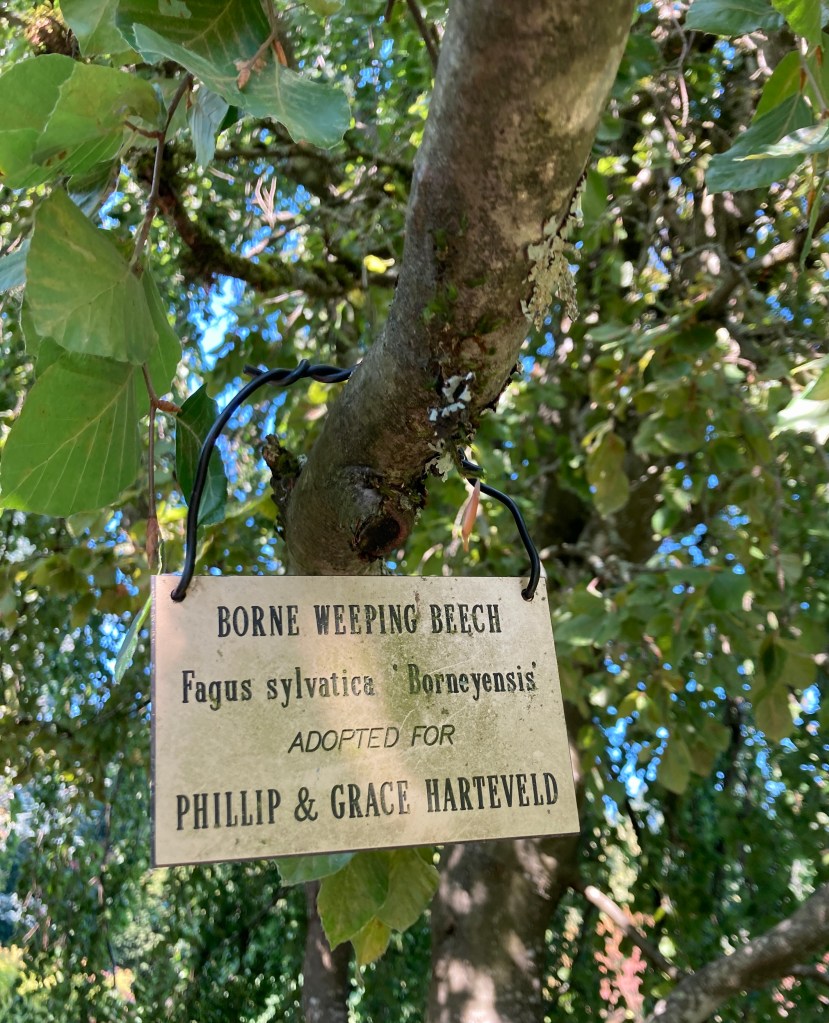 BORNE WEEPING BEECH
Fagus sylvatica 'Borneyensis'
ADOPTED FOR
PHILLIP & GRACE HARTEVELD